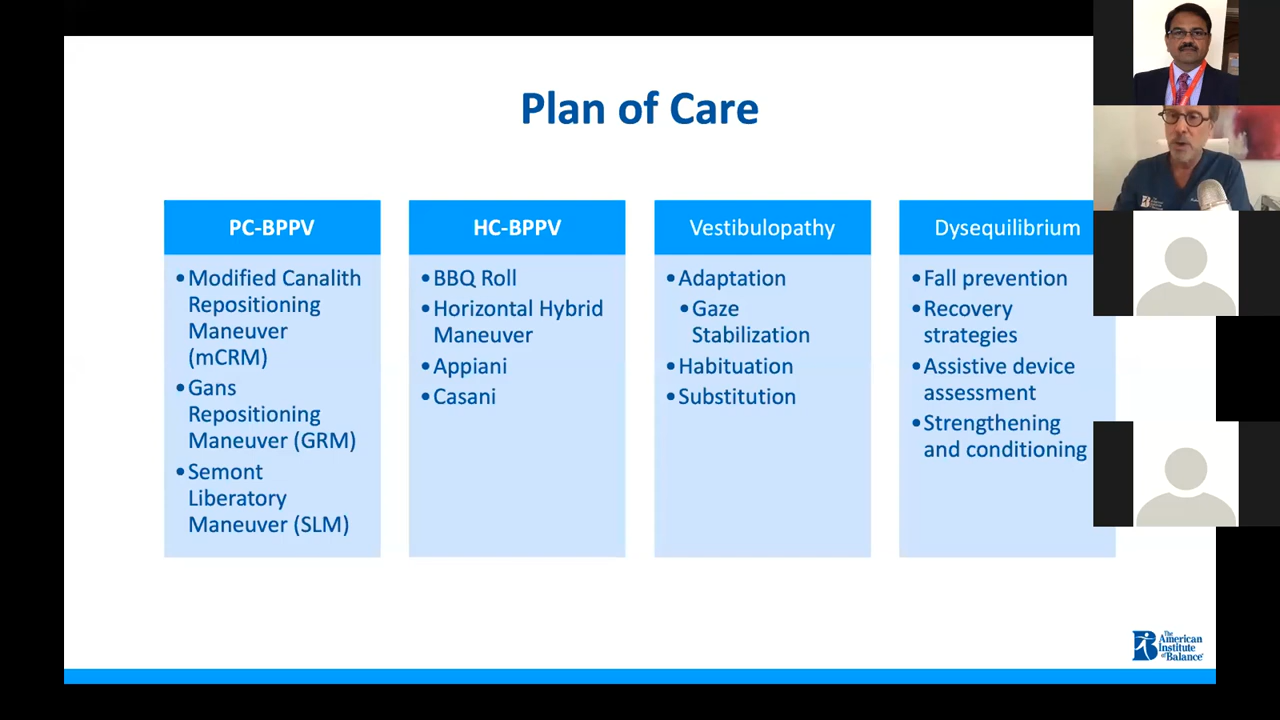 Plan of Care
PC-BPPV
•Modified Canalith
Repositioning
Maneuver
(mCRM)
•Gans
Repositioning
Maneuver (GRM)
•Semont
Liberatory
Maneuver (SLM)
HC-BPPV
•BBQ Roll
•Horizontal Hybrid
Maneuver
•Appiani
•Casani
Vestibulopathy
•Adaptation
•Gaze
Stabilization
•Habituation
•Substitution
Dysequilibrium
•Fall prevention
•Recovery
strategies
•Assistive device
assessment
•Strengthening
and conditioning
The
American
Institute
of Balance